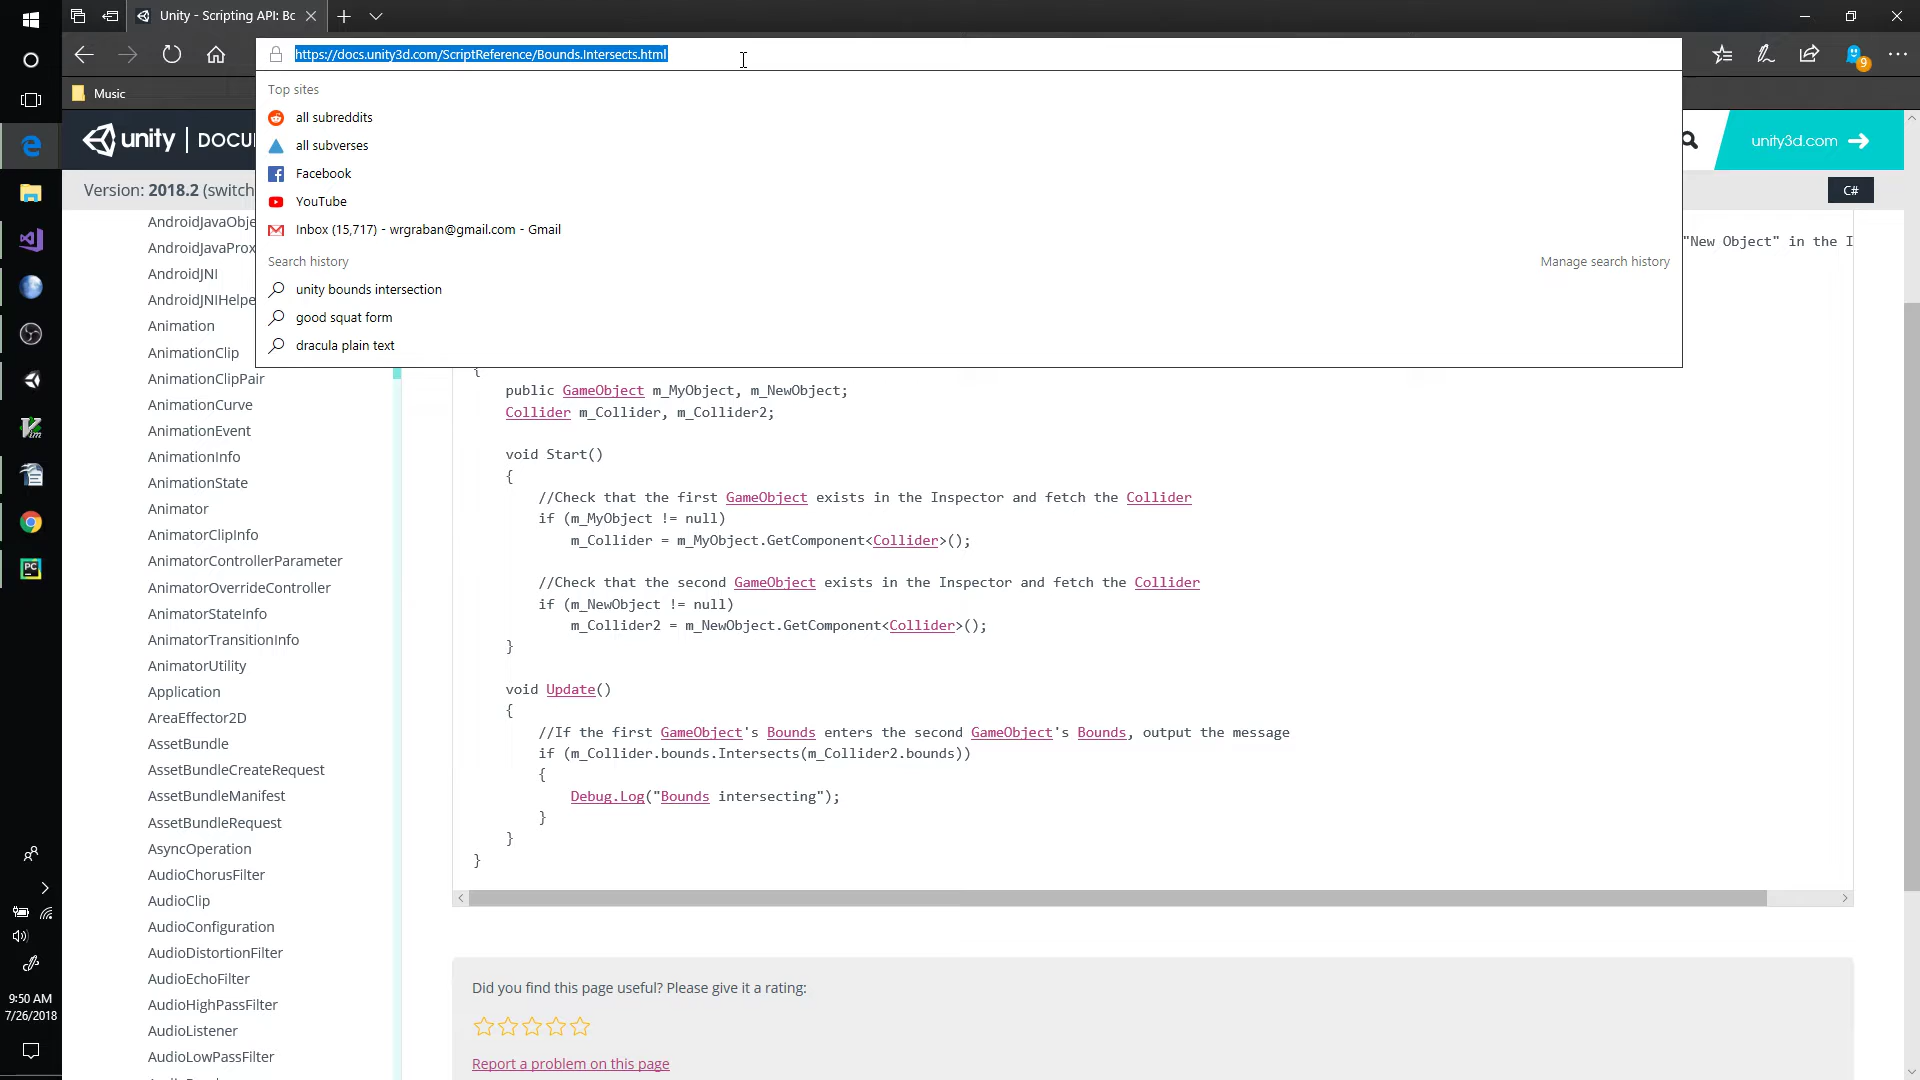 Unity - Scripting API: Bc
https://docs.unity3d.com/ScriptReference/Bounds.Intersects.html
9
Music
Top sites
all subreddits
all subverses
Facebook
YouTube
Inbox (15,717) - wrgraban@gmail.com - Gmail
Search history
Manage search history
unity bounds intersection
good squat form
dracula plain text
unity DOCU
unity3d.com
Version: 2018.2 (switch
C#
AndroidJavaObje
AndroidJavaProx
AndroidJNI
AndroidJNIHelpe
Animation
AnimationClip
AnimationClipPair
AnimationCurve
AnimationEvent
AnimationInfo
AnimationState
Animator
AnimatorClipInfo
AnimatorControllerParameter
AnimatorOverrideController
AnimatorStateInfo
AnimatorTransitionInfo
AnimatorUtility
Application
AreaEffector2D
AssetBundle
AssetBundleCreateRequest
AssetBundleManifest
AssetBundleRequest
AsyncOperation
AudioChorusFilter
AudioClip
AudioConfiguration
AudioDistortionFilter
AudioEchoFilter
AudioHighPassFilter
AudioListener
AudioLowPassFilter
"New Object" in the I
{
public GameObject m_MyObject, m_NewObject;
Collider m_Collider, m_Collider2;
void Start()
{
//Check that the first GameObject exists in the Inspector and fetch the Collider
if (m_MyObject != null)
m_Collider = m_MyObject.GetComponent<Collider>();
//Check that the second GameObject exists in the Inspector and fetch the Collider
if (m_NewObject != null)
m_Collider2 = m_NewObject.GetComponent<Collider>();
}
void Update()
{
//If the first GameObject's Bounds enters the second GameObject's Bounds, output the message
if (m_Collider.bounds.Intersects(m_Collider2.bounds))
{
Debug.Log("Bounds intersecting");
}
}
}
Did you find this page useful? Please give it a rating:
Report a problem on this page
PC
9:50 AM
7/26/2018